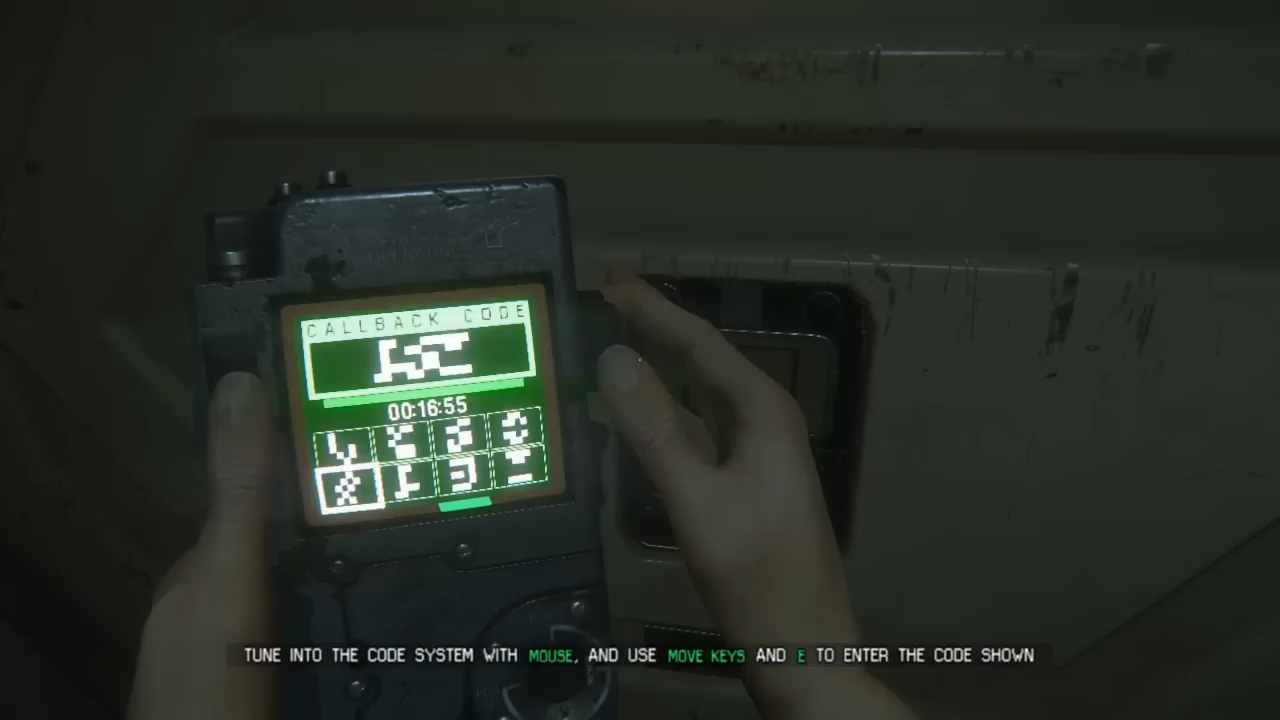 CALLBACK CODE
00:16:55
TUNE INTO THE CODE SYSTEM WITH MOUSE, AND USE MOVE KEYS AND E TO ENTER THE CODE SHOWN